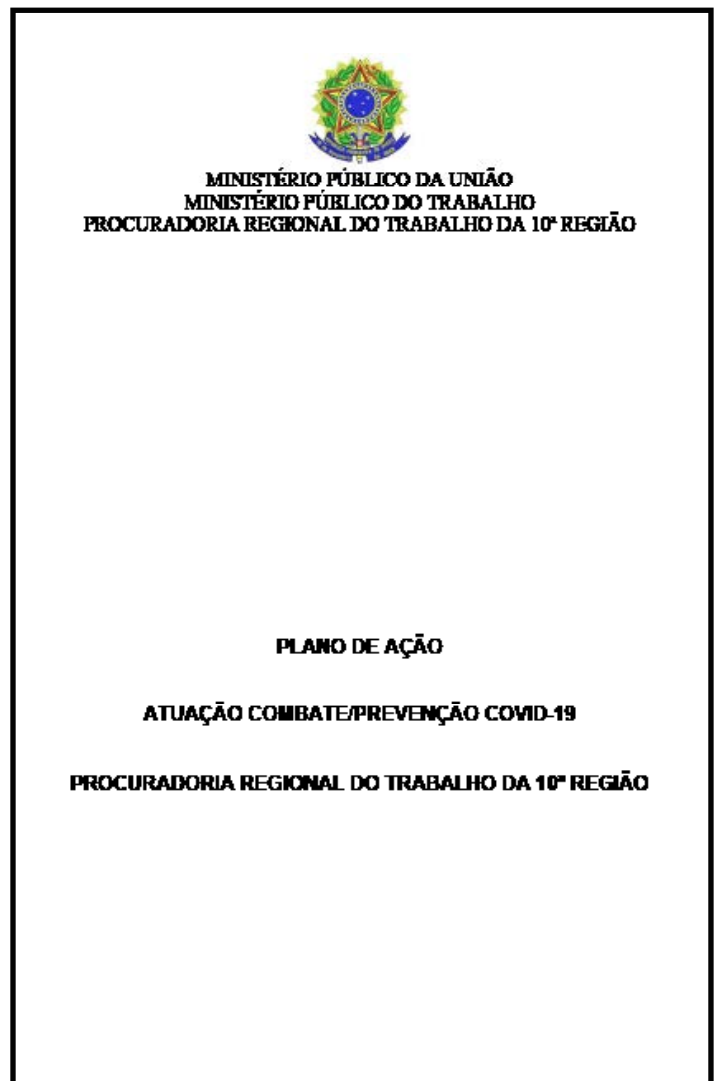 MINISTÉRIO PÚBLICO DA UNIÃO
MINISTÉRIO PÚBLICO DO TRABALHO
PROCURADORIA REGIONAL DO TRABALHO DA 10ª REGIÃO
PLANO DE AÇÃO
ATUAÇÃO COMBATE/PREVENÇÃO COVID-19
PROCURADORIA REGIONAL DO TRABALHO DA 10ª REGIÃO